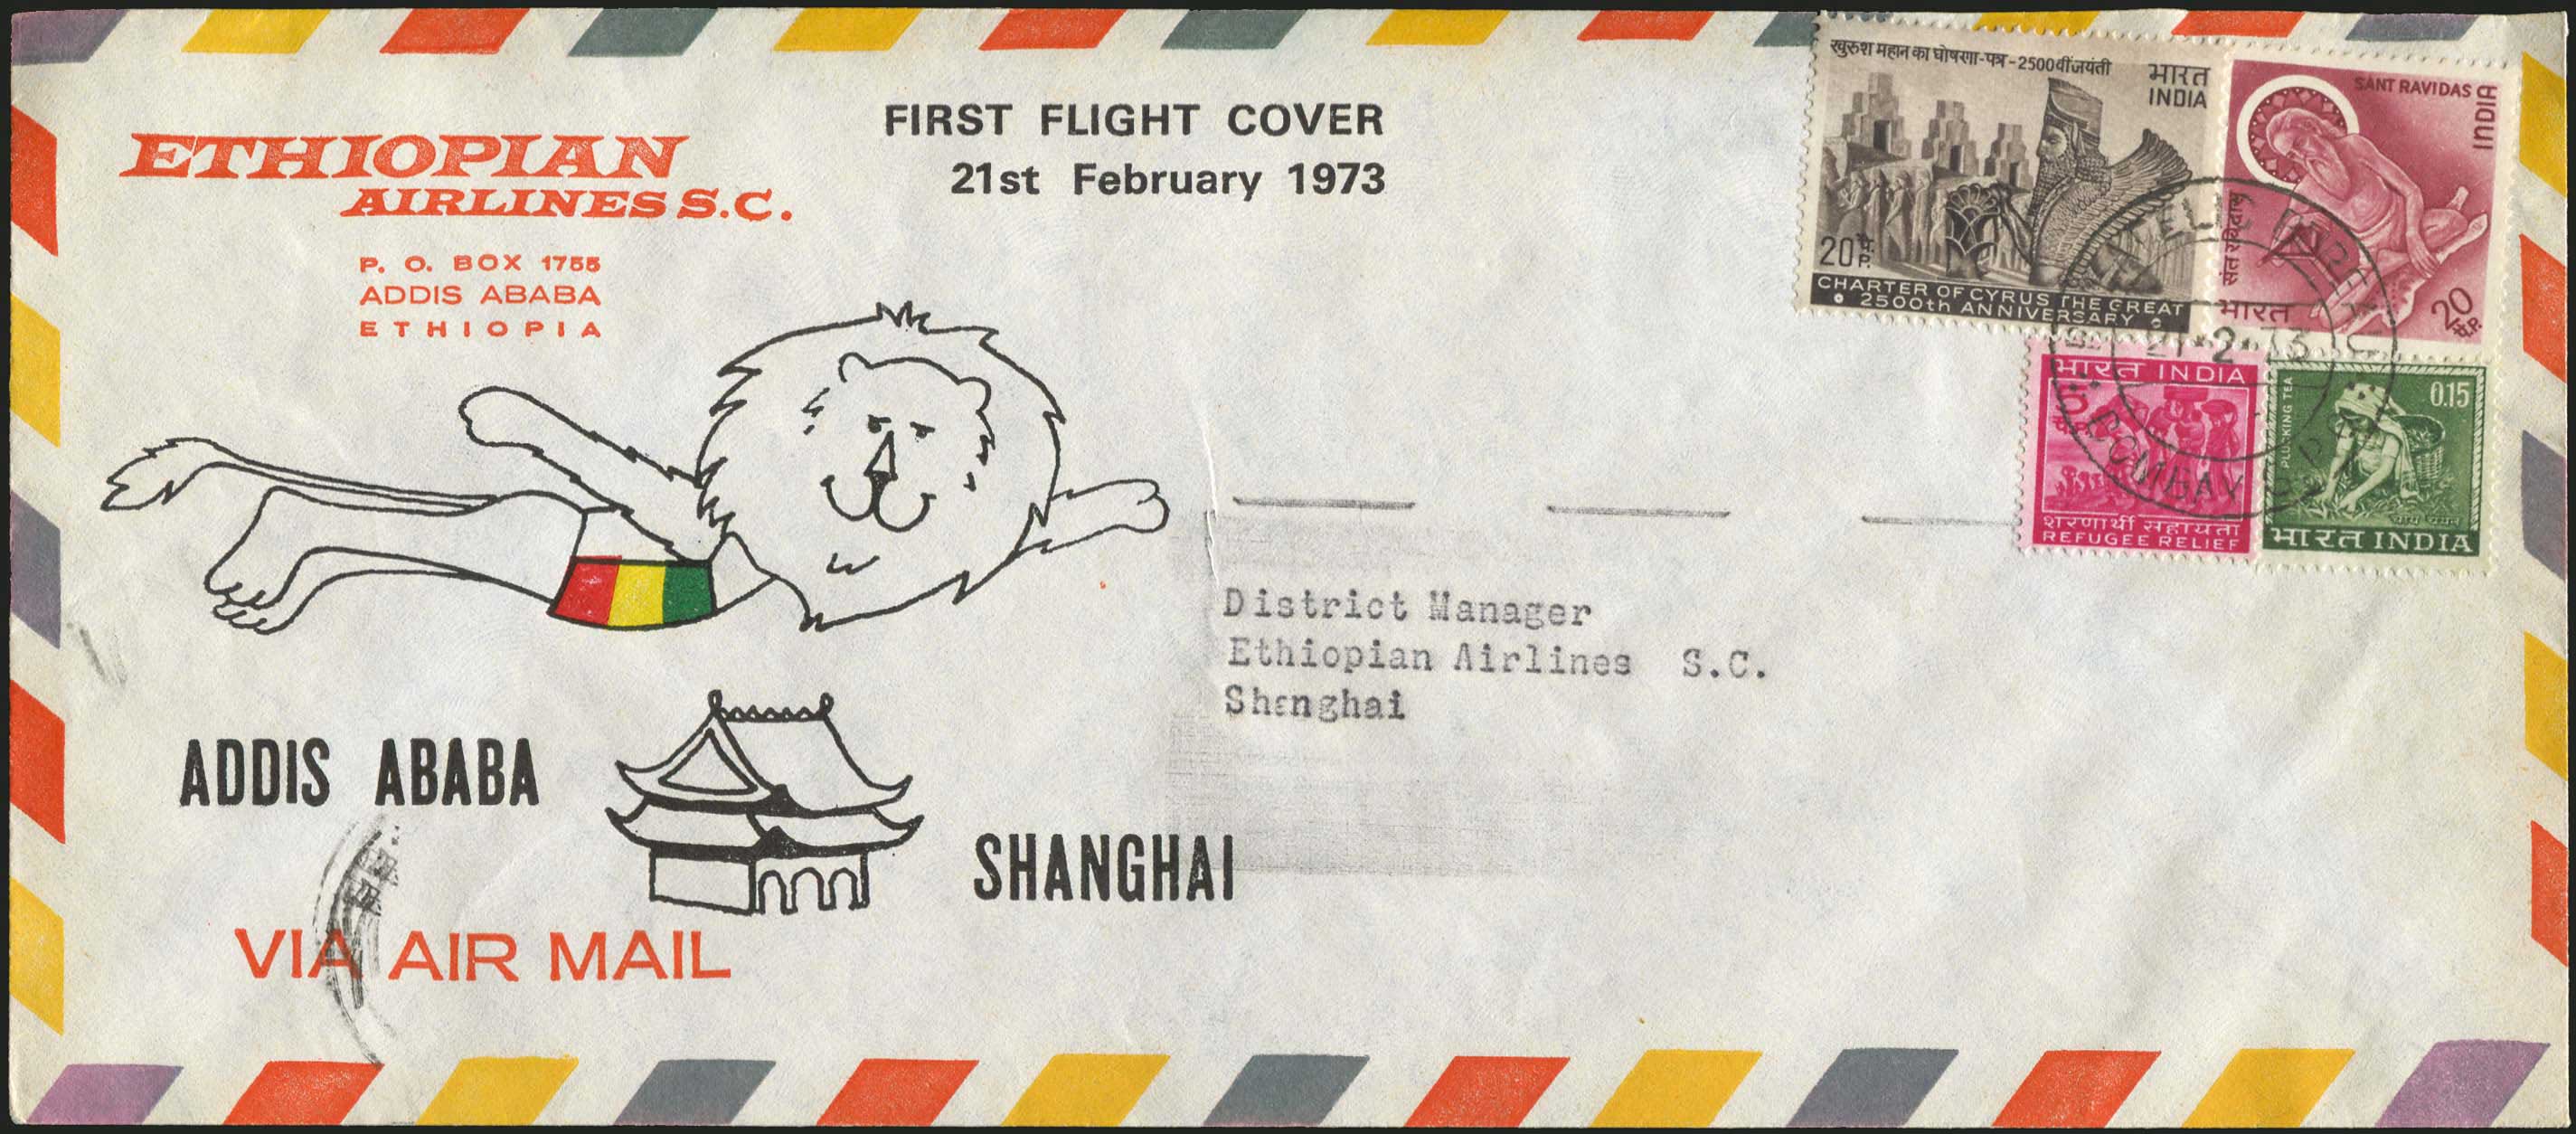 ETHIOPIAN
AIRLINES S.C.
P. O. BOX 1755
ADDIS ABABA
ETHIOPIA
FIRST FLIGHT COVER
21st February 1973
खुरुश महान का घोषणा-पत्र - 2500वीं जयंती
भारत
INDIA
20 पै. P.
CHARTER OF CYRUS THE GREAT
2500th ANNIVERSARY
SANT RAVIDAS
INDIA
संत रविदास
भारत
20 पै. P.
21 2 73
BOMBAY
भारत INDIA
शरणार्थी सहायता
REFUGEE RELIEF
PLUCKING TEA
0.15
भारत INDIA
District Manager
Ethiopian Airlines S.C.
Shanghai
ADDIS ABABA
SHANGHAI
VIA AIR MAIL